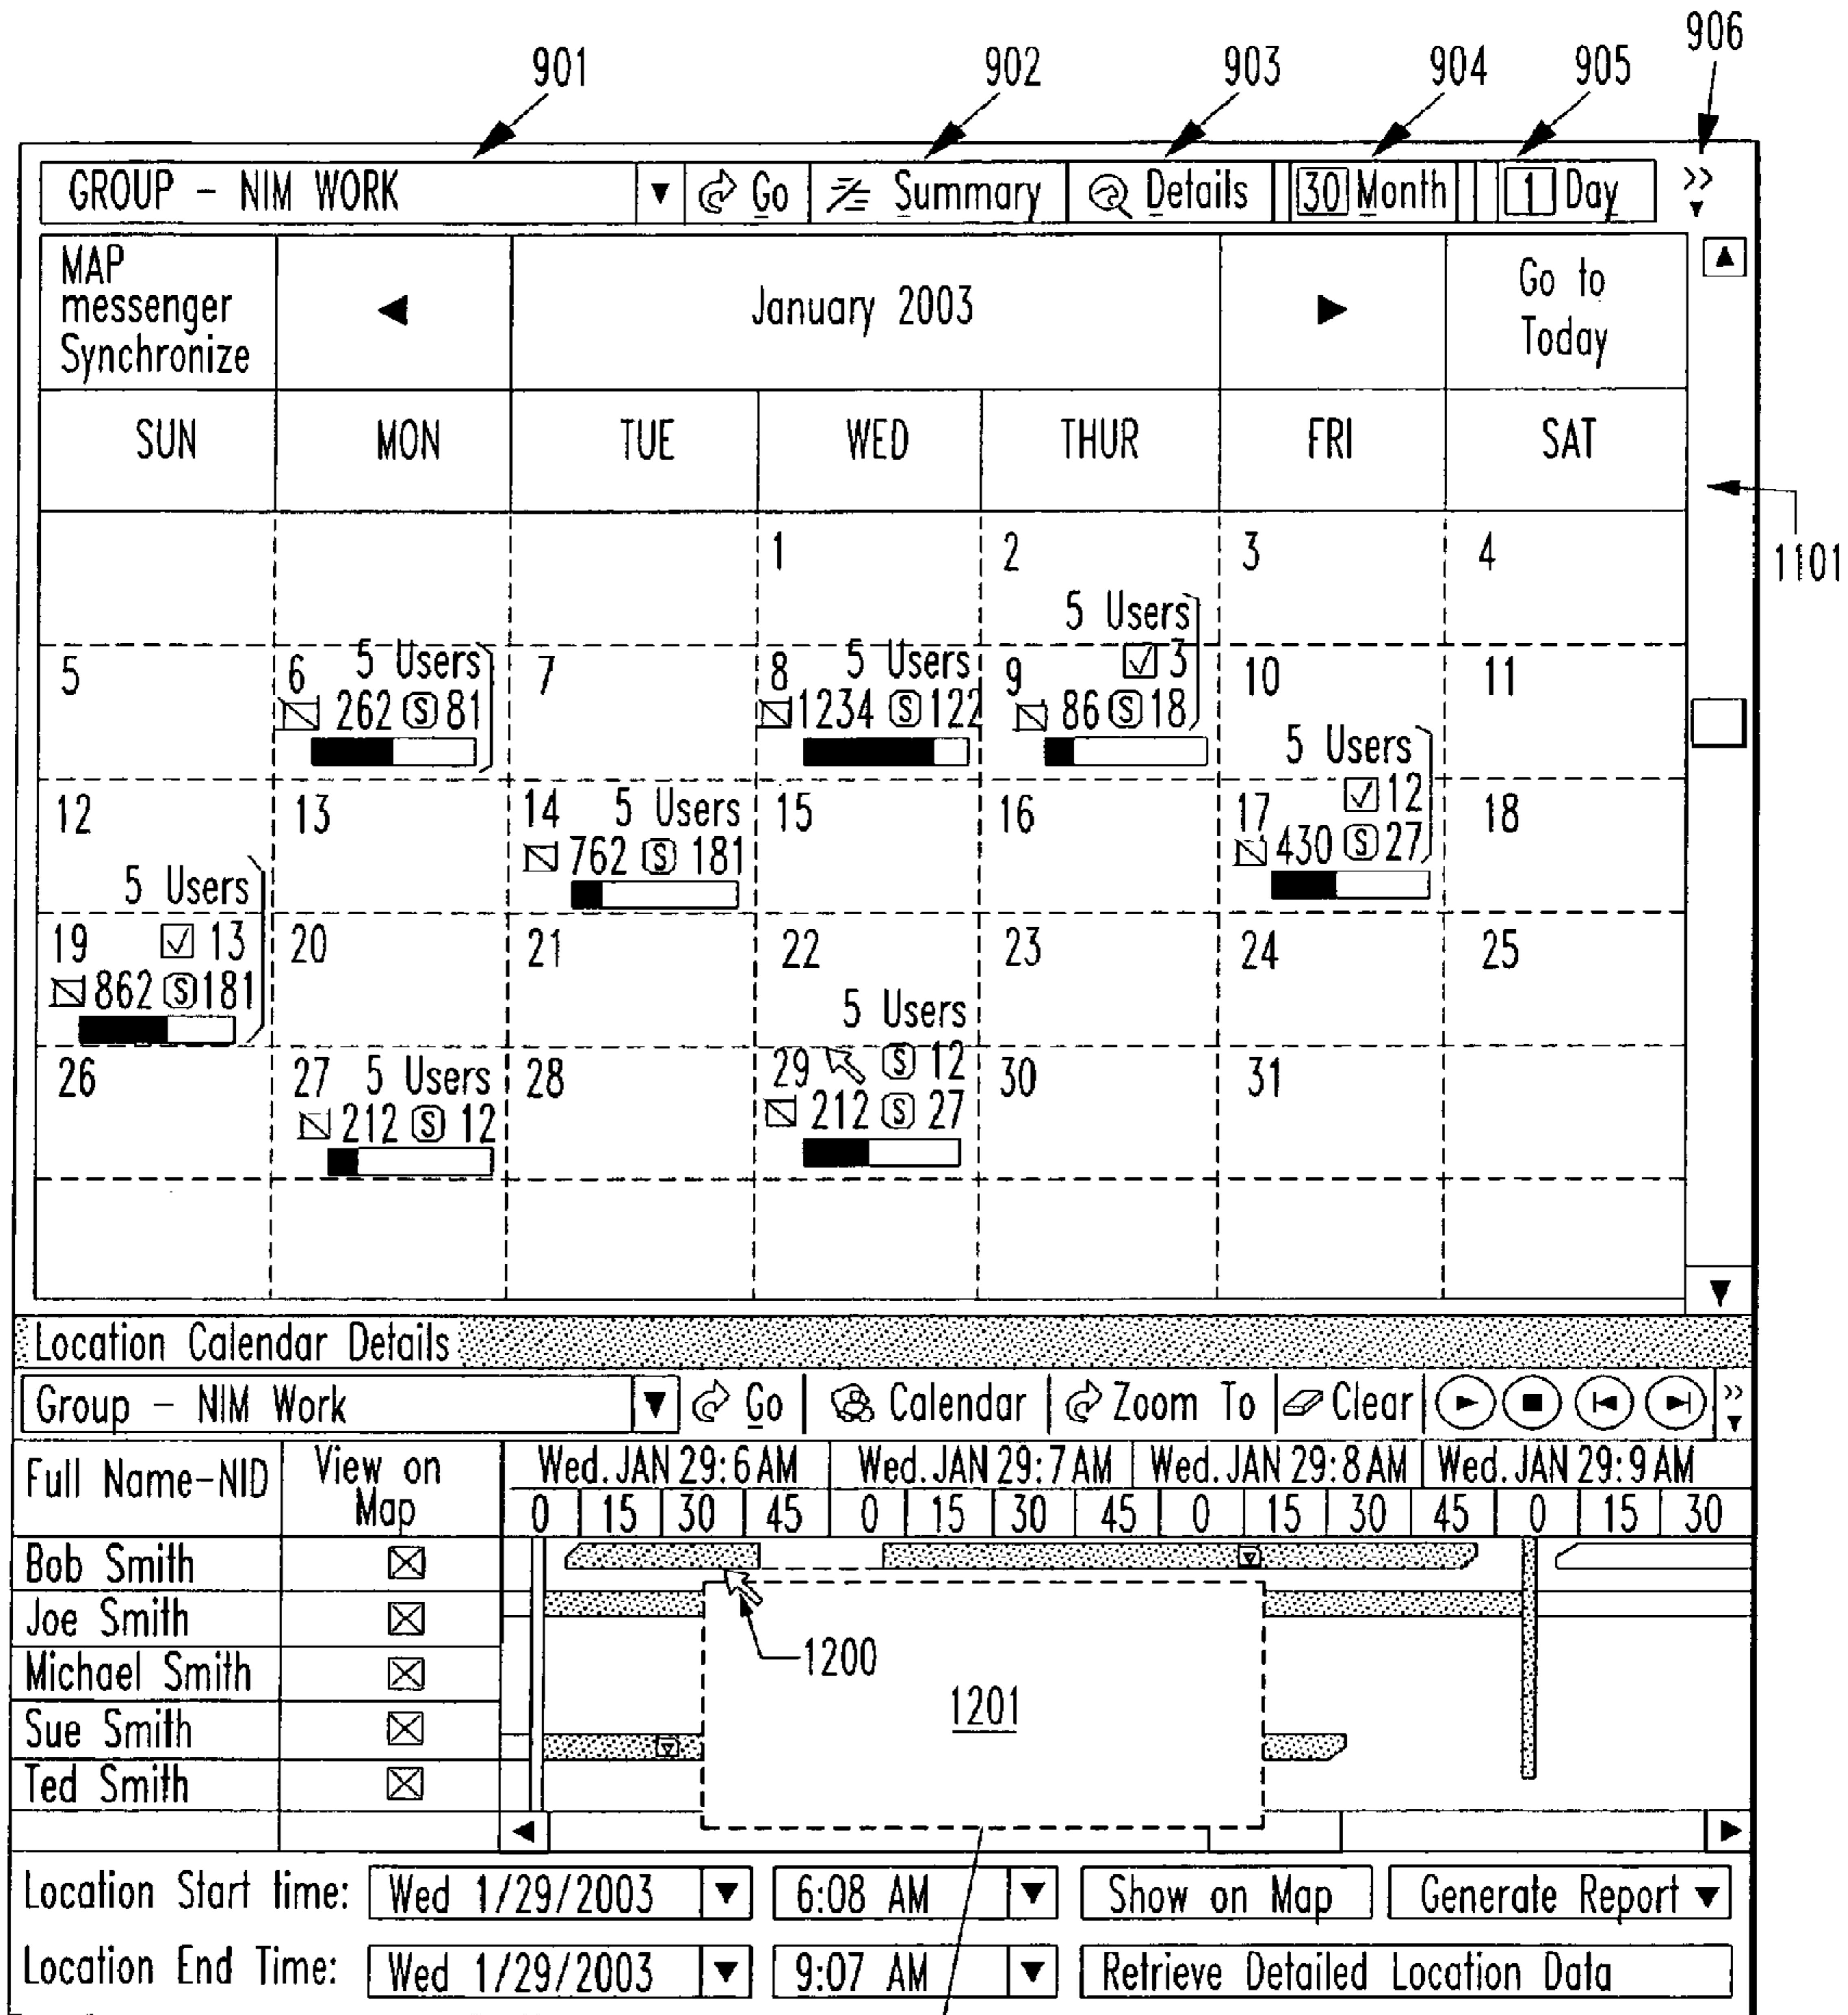 901 902 903 904 905 906
GROUP – NIM WORK Go Summary Details 30 Month 1 Day >>
MAP messenger Synchronize January 2003 Go to Today
SUN MON TUE WED THUR FRI SAT
1101
1 2 3 4
5 Users
5 6 5 Users 7 8 5 Users 9 3 10 11
262 S 81 1234 S 122 86 S 18
5 Users
12 13 14 5 Users 15 16 17 12 18
762 S 181 430 S 27
5 Users
19 13 20 21 22 23 24 25
862 S 181
5 Users
26 27 5 Users 28 29 S 12 30 31
212 S 12 212 S 27
Location Calendar Details
Group – NIM Work Go Calendar Zoom To Clear >>
Full Name-NID View on Map Wed. JAN 29: 6 AM Wed. JAN 29: 7 AM Wed. JAN 29: 8 AM Wed. JAN 29: 9 AM
0 15 30 45 0 15 30 45 0 15 30 45 0 15 30
Bob Smith
Joe Smith
1200
Michael Smith
1201
Sue Smith
Ted Smith
Location Start time: Wed 1/29/2003 6:08 AM Show on Map Generate Report
Location End Time: Wed 1/29/2003 9:07 AM Retrieve Detailed Location Data